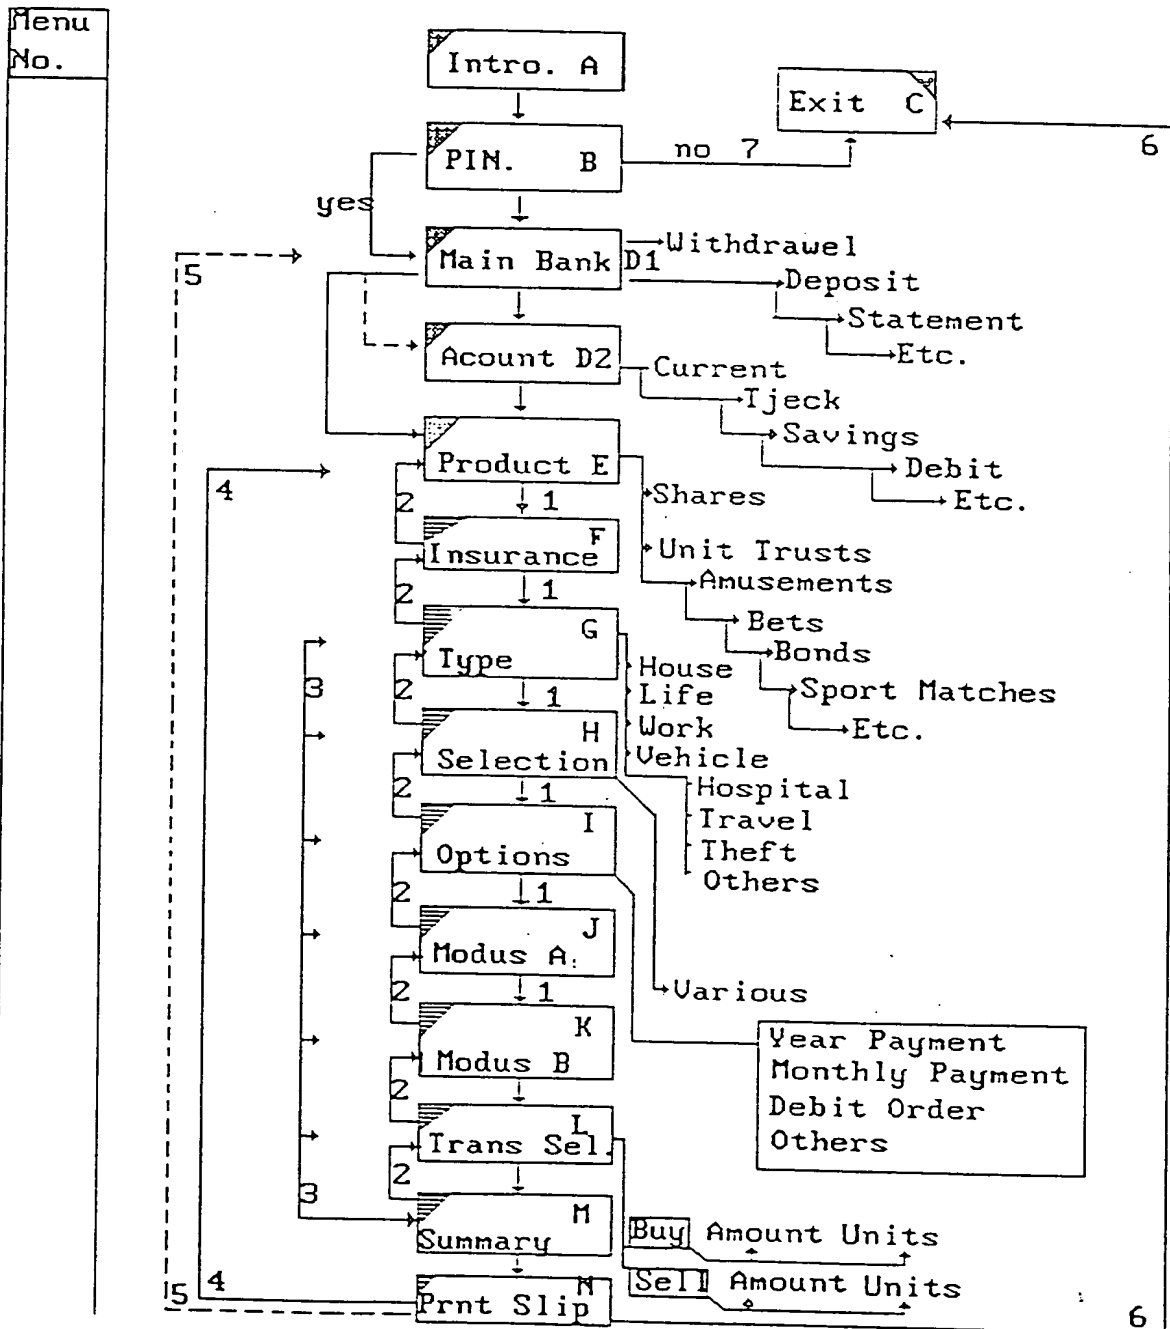 Menu
No.
Intro. A
Exit C
6
PIN. B
no 7
yes
Main Bank D1
Withdrawel
5
Deposit
Statement
Etc.
Acount D2
Current
Tjeck
Savings
Debit
Etc.
Product E
4
2
1
Shares
Insurance F
Unit Trusts
Amusements
2
1
Type G
Bets
Bonds
Sport Matches
Etc.
House
Life
Work
Vehicle
Hospital
Travel
Theft
Others
3
2
1
Selection H
2
1
Options I
2
1
Modus A. J
2
1
Various
Modus B K
Year Payment
Monthly Payment
Debit Order
Others
2
Trans Sel. L
2
3
Summary M
Buy Amount Units
Sell Amount Units
4
5
Prnt Slip N
6